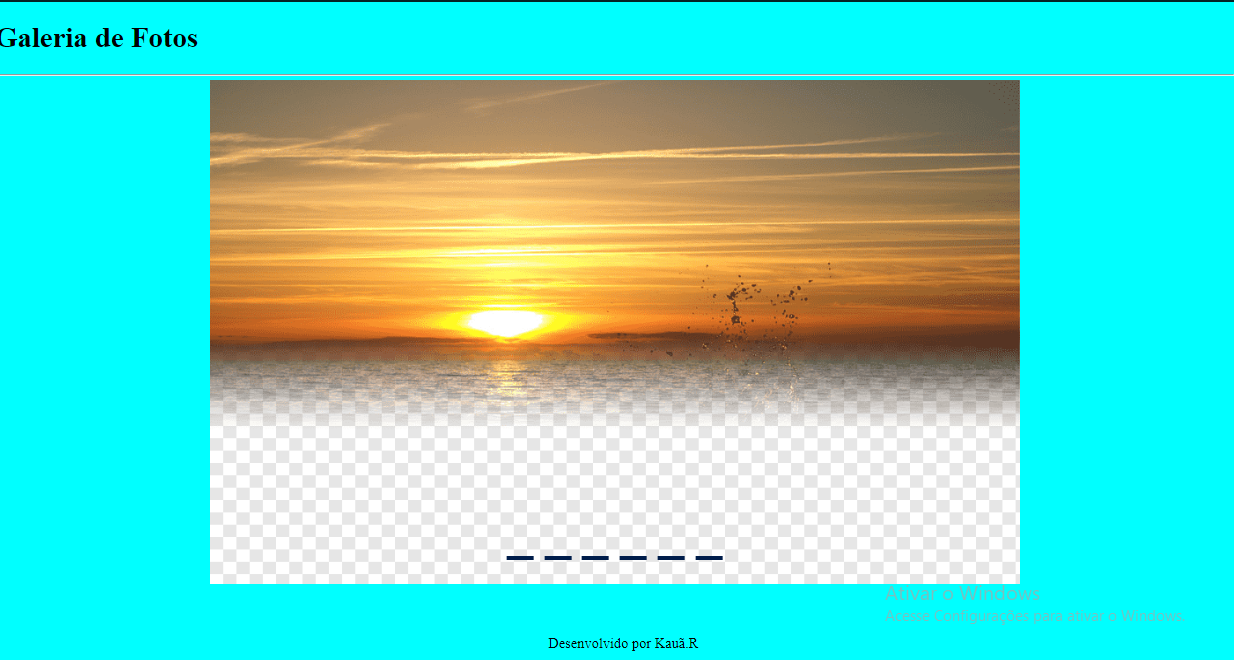 Galeria de Fotos
Ativar o Windows
Acesse Configurações para ativar o Windows.
Desenvolvido por Kauã.R